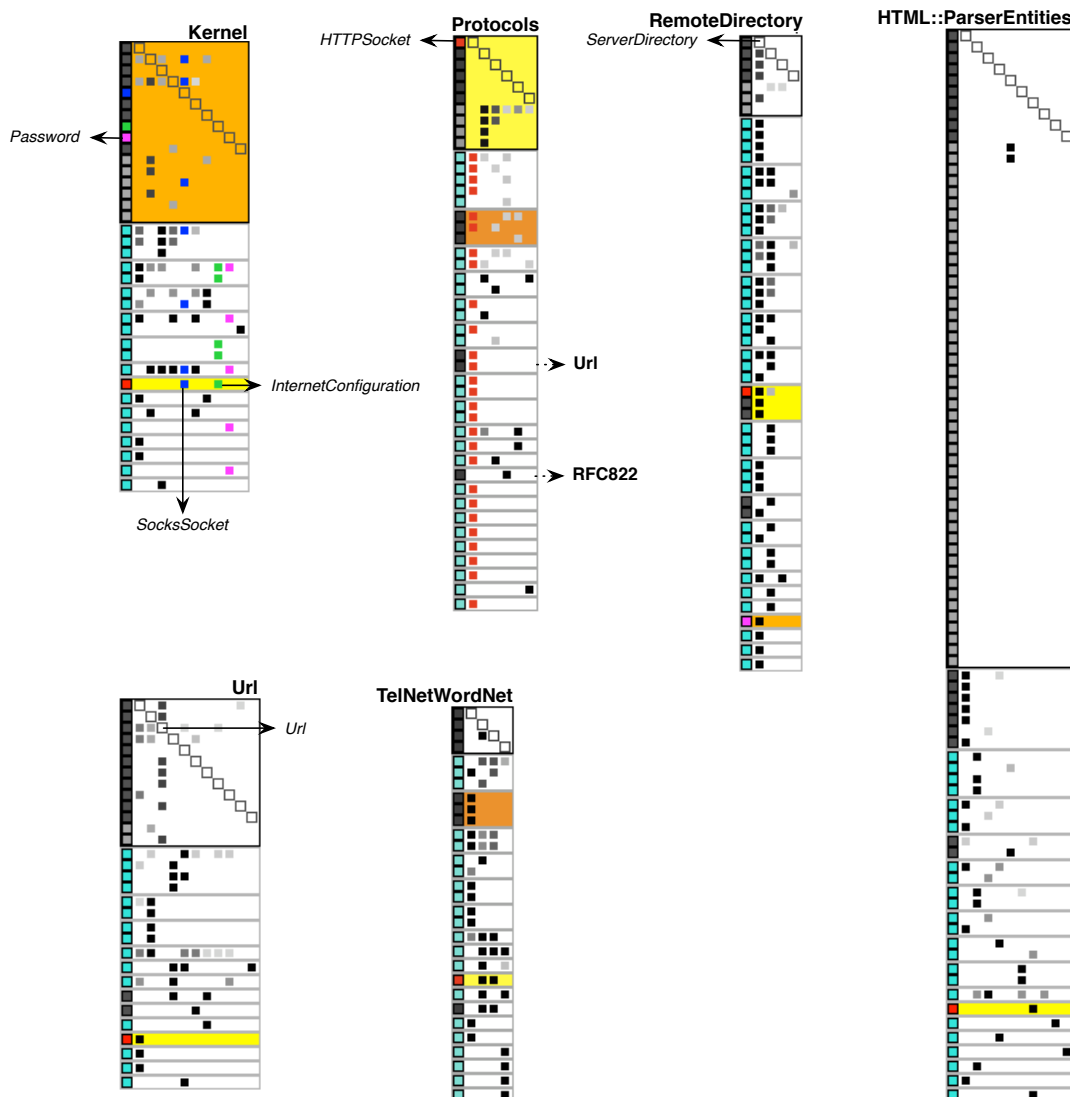 Kernel
Protocols
RemoteDirectory
HTML::ParserEntities
HTTPSocket
ServerDirectory
Password
Url
InternetConfiguration
RFC822
SocksSocket
Url
TelNetWordNet
Url